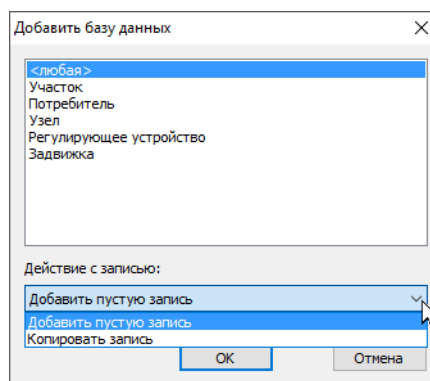 Добавить базу данных
<любая>
Участок
Потребитель
Узел
Регулирующее устройство
Задвижка
Действие с записью:
Добавить пустую запись
Добавить пустую запись
Копировать запись
OK
Отмена